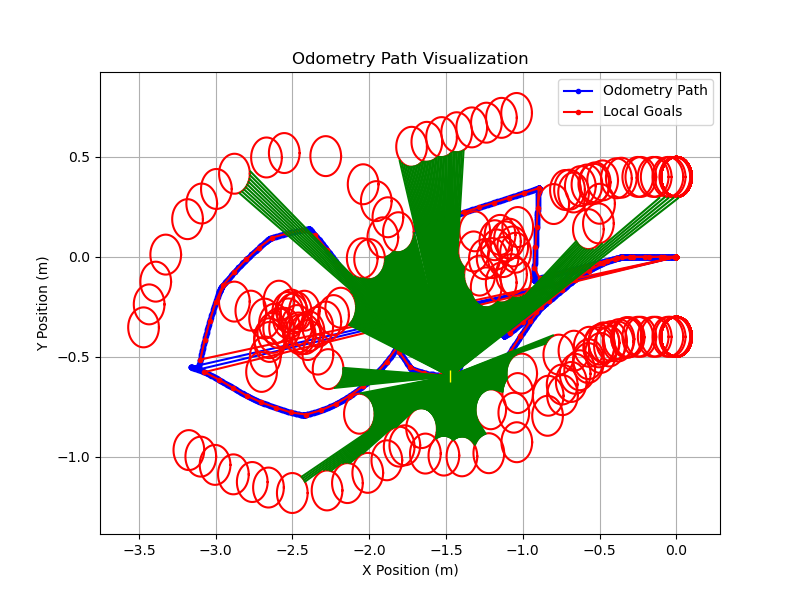 Odometry Path Visualization
Odometry Path
Local Goals
Y Position (m)
0.5
0.0
−0.5
−1.0
−3.5 −3.0 −2.5 −2.0 −1.5 −1.0 −0.5 0.0
X Position (m)